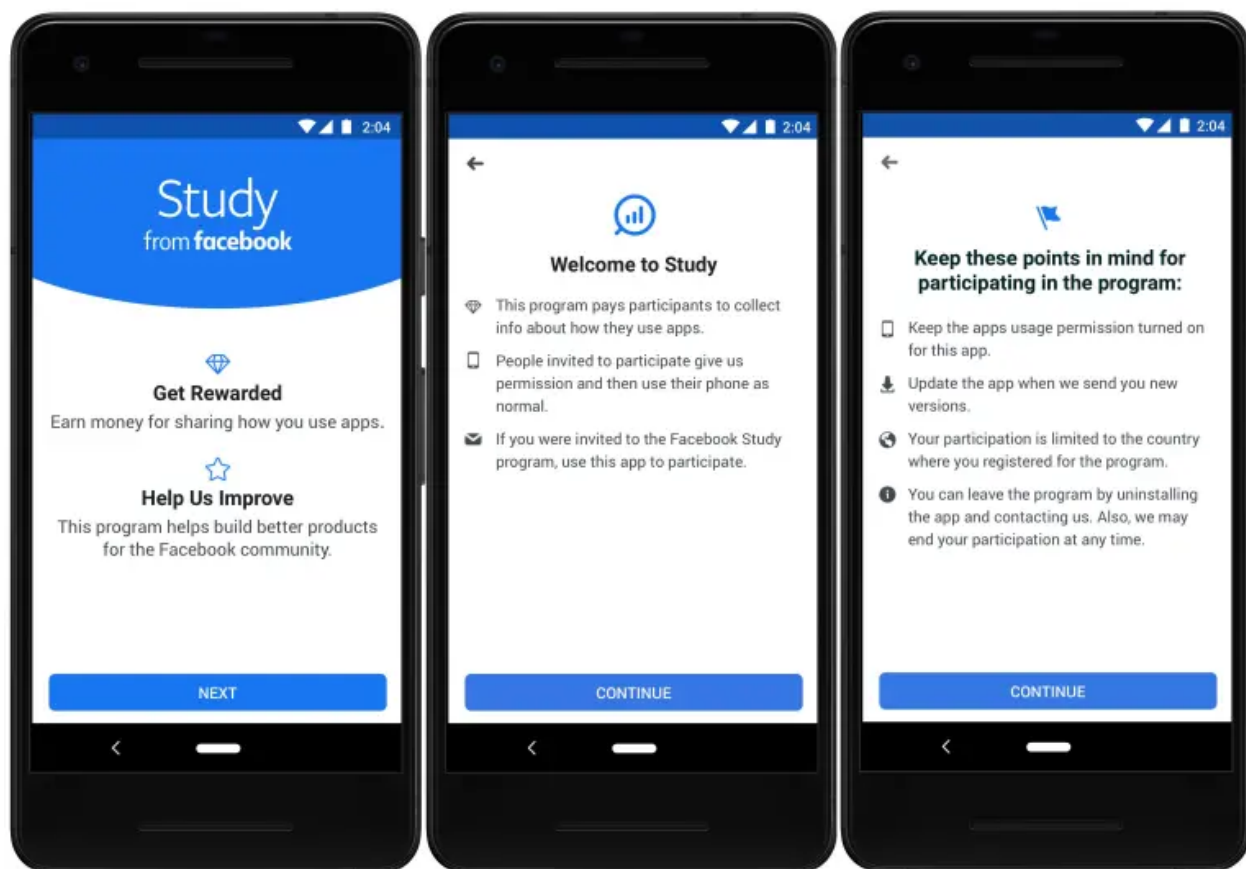 2:04
Study
from facebook
Get Rewarded
Earn money for sharing how you use apps.
Help Us Improve
This program helps build better products
for the Facebook community.
NEXT
2:04
Welcome to Study
This program pays participants to collect
info about how they use apps.
People invited to participate give us
permission and then use their phone as
normal.
If you were invited to the Facebook Study
program, use this app to participate.
CONTINUE
2:04
Keep these points in mind for
participating in the program:
Keep the apps usage permission turned on
for this app.
Update the app when we send you new
versions.
Your participation is limited to the country
where you registered for the program.
You can leave the program by uninstalling
the app and contacting us. Also, we may
end your participation at any time.
CONTINUE